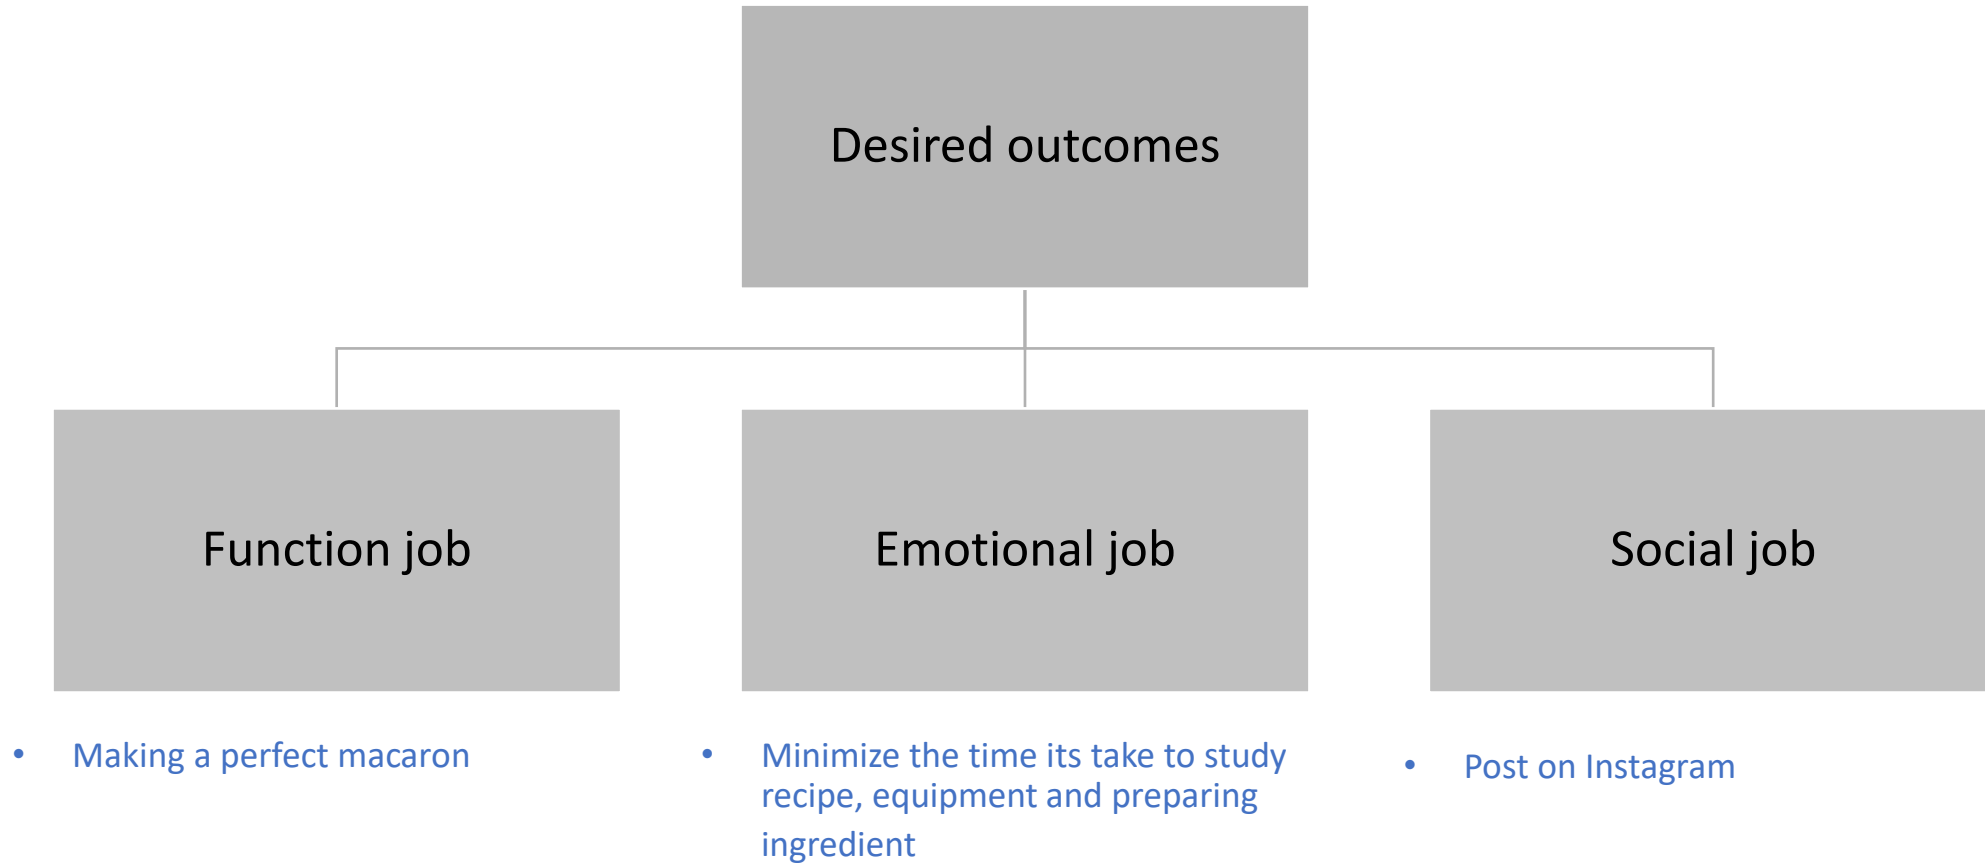 Desired outcomes
Function job
Emotional job
Social job
• Making a perfect macaron
• Minimize the time its take to study
recipe, equipment and preparing
ingredient
• Post on Instagram